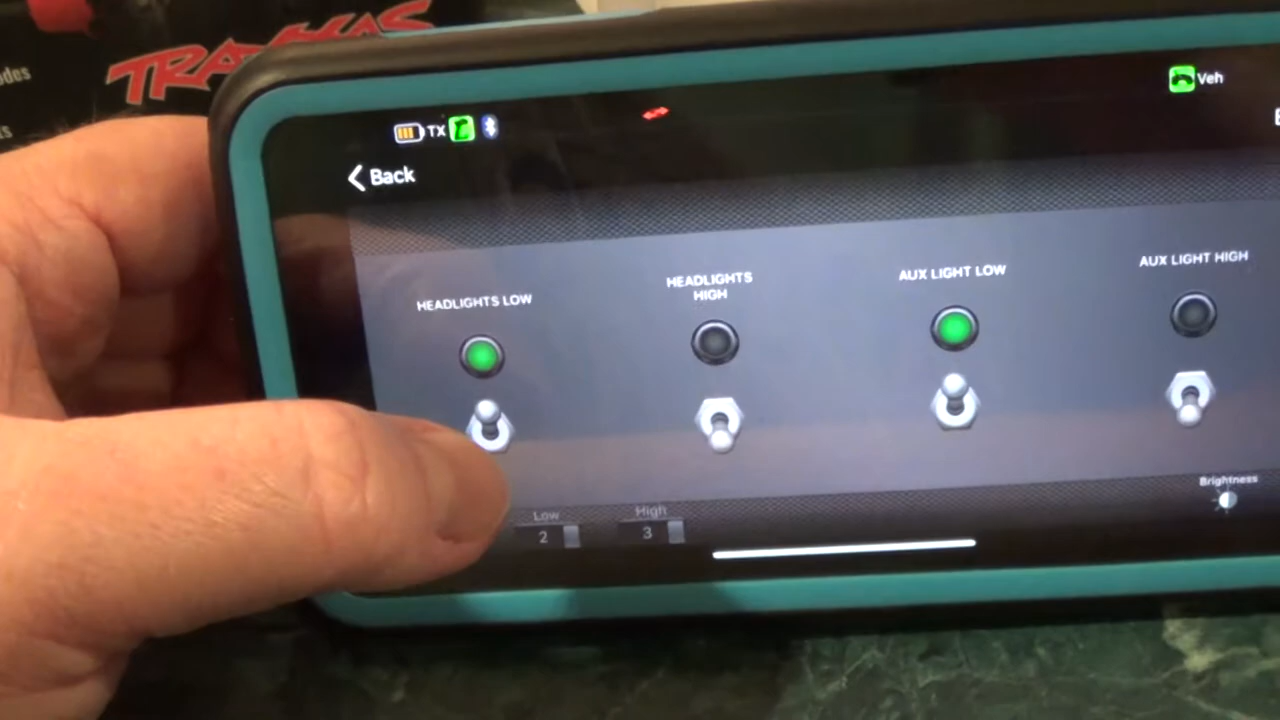 TRAXXAS
TX
Veh
Back
HEADLIGHTS LOW
HEADLIGHTS
HIGH
AUX LIGHT LOW
AUX LIGHT HIGH
Low
2
High
3
Brightness